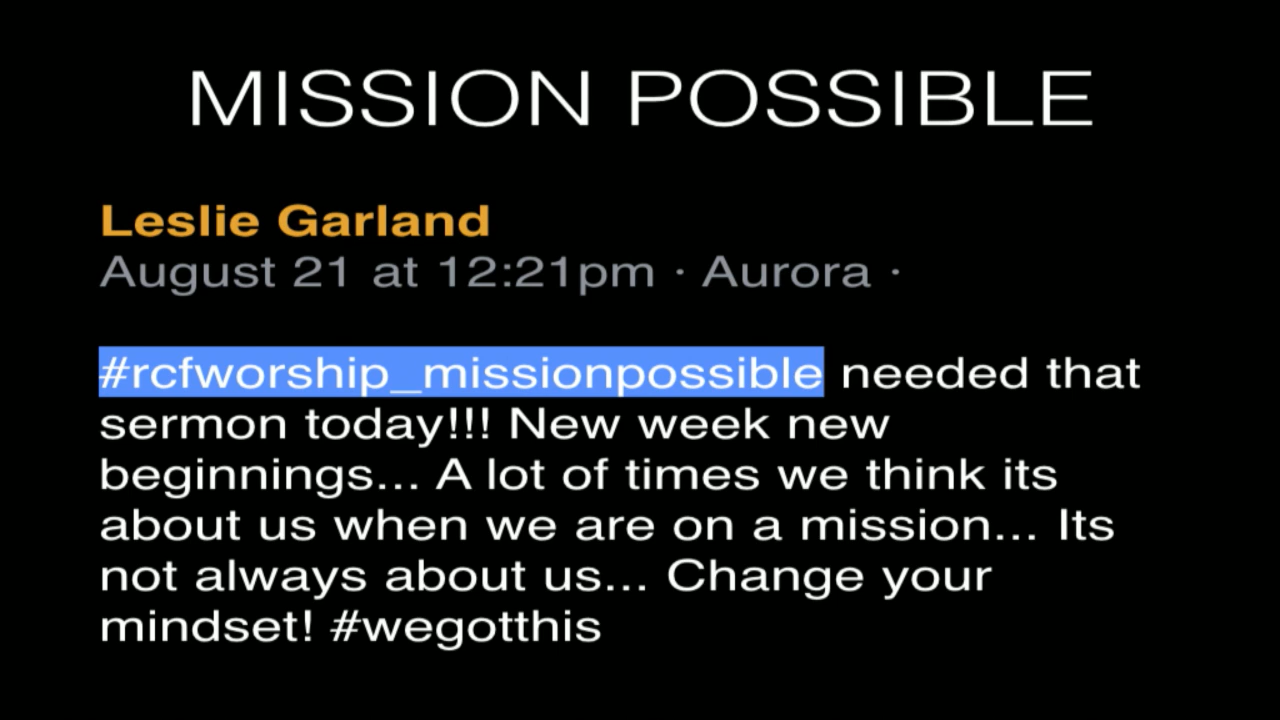 MISSION POSSIBLE
Leslie Garland
August 21 at 12:21pm · Aurora ·
#rcfworship_missionpossible needed that
sermon today!!! New week new
beginnings... A lot of times we think its
about us when we are on a mission... Its
not always about us... Change your
mindset! #wegotthis